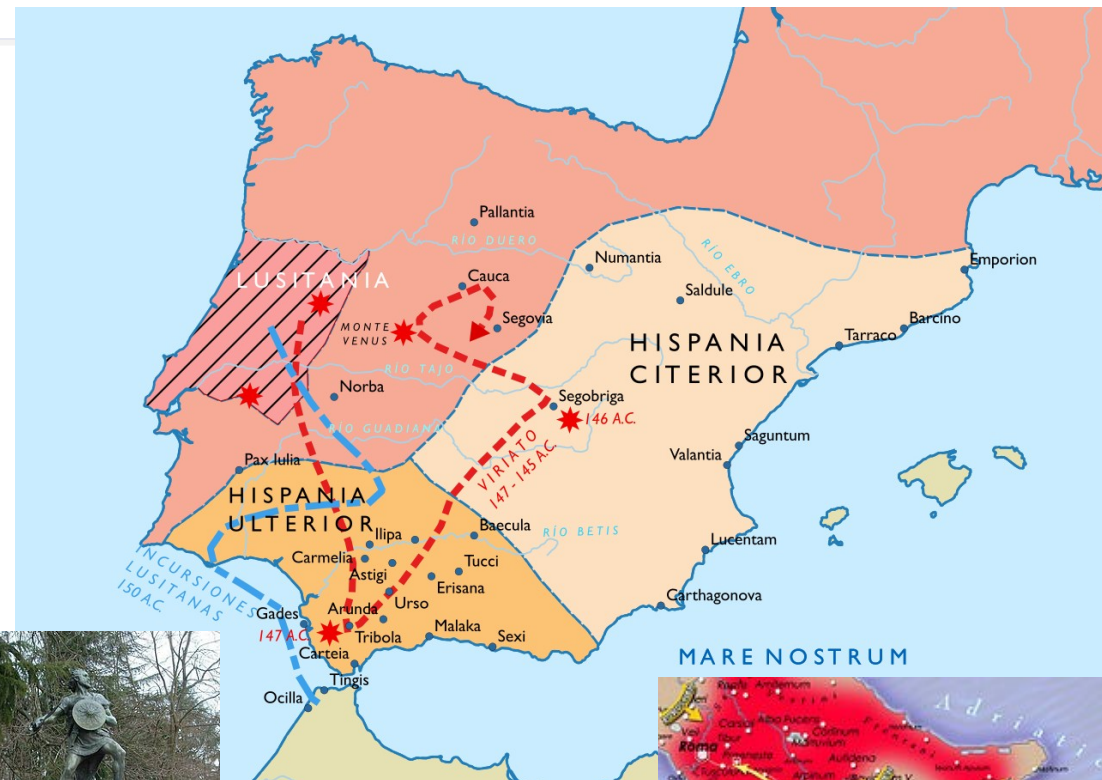 Pallantia
RÍO DUERO
Numantia
RÍO EBRO
Emporion
LUSITANIA
Cauca
Saldule
MONTE
VENUS
Segovia
Barcino
HISPANIA
CITERIOR
Tarraco
RÍO TAJO
Norba
Segobriga
146 A.C.
RÍO GUADIANA
VIRIATO
147 - 145 A.C.
Saguntum
Valantia
Pax Iulia
HISPANIA
ULTERIOR
Baecula
RÍO BETIS
Ilipa
Lucentam
INCURSIONES
LUSITANAS
150 A.C.
Carmelia
Astigi
Tucci
Erisana
Carthagonova
Urso
Gades
Arunda
147 A.C.
Tribola
Malaka
Sexi
Carteia
MARE NOSTRUM
Tingis
Ocilla
Adriati
Alba Fucens
Roma